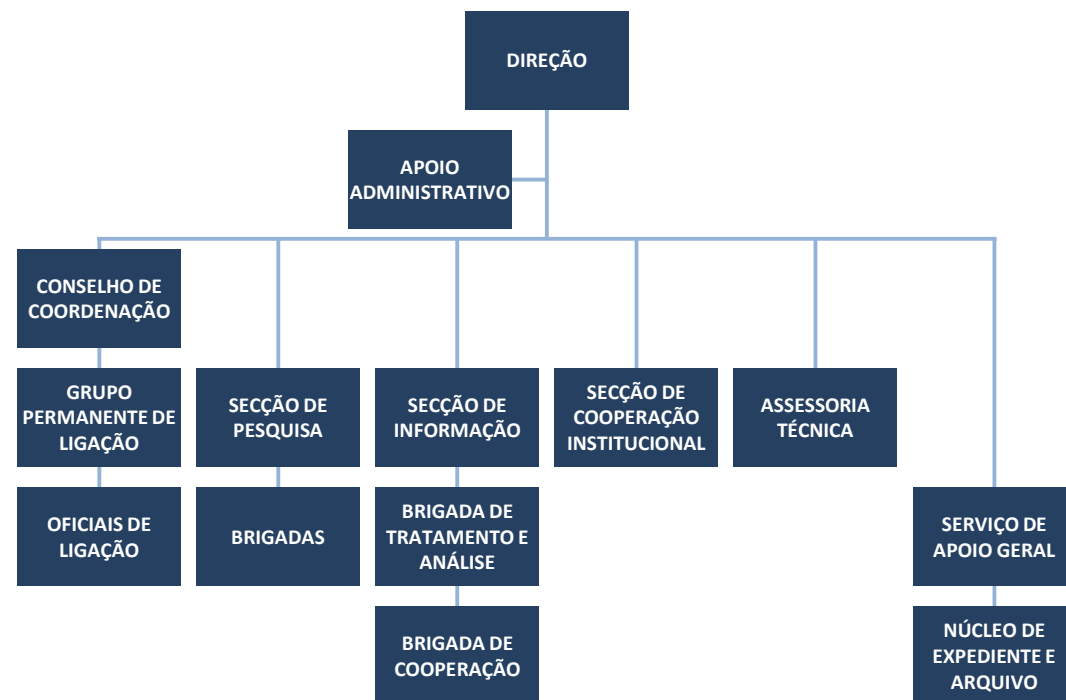 DIREÇÃO
APOIO
ADMINISTRATIVO
CONSELHO DE
COORDENAÇÃO
GRUPO
PERMANENTE DE
LIGAÇÃO
SECÇÃO DE
PESQUISA
SECÇÃO DE
INFORMAÇÃO
SECÇÃO DE
COOPERAÇÃO
INSTITUCIONAL
ASSESSORIA
TÉCNICA
OFICIAIS DE
LIGAÇÃO
BRIGADAS
BRIGADA DE
TRATAMENTO E
ANÁLISE
SERVIÇO DE
APOIO GERAL
BRIGADA DE
COOPERAÇÃO
NÚCLEO DE
EXPEDIENTE E
ARQUIVO